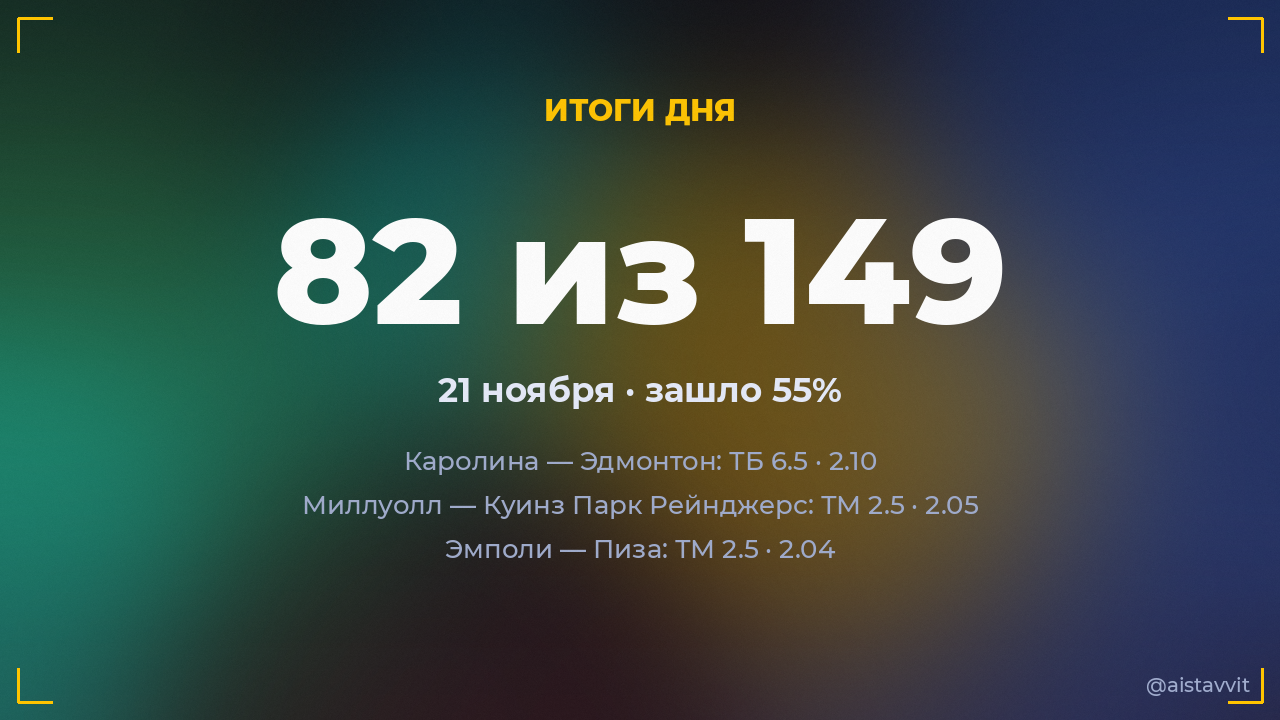 ИТОГИ ДНЯ
82 из 149
21 ноября · зашло 55%
Каролина — Эдмонтон: ТБ 6.5 · 2.10
Миллуолл — Куинз Парк Рейнджерс: ТМ 2.5 · 2.05
Эмполи — Пиза: ТМ 2.5 · 2.04
@aistavvit